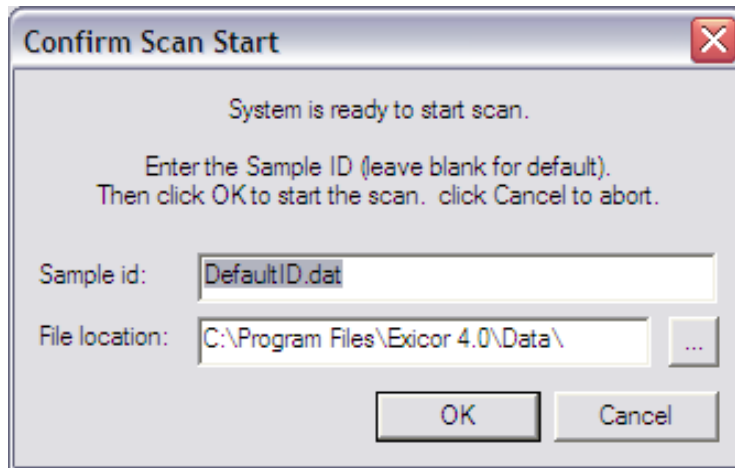 Confirm Scan Start
System is ready to start scan.
Enter the Sample ID (leave blank for default).
Then click OK to start the scan. click Cancel to abort.
Sample id: DefaultID.dat
File location: C:\Program Files\Exicor 4.0\Data\ ...
OK Cancel